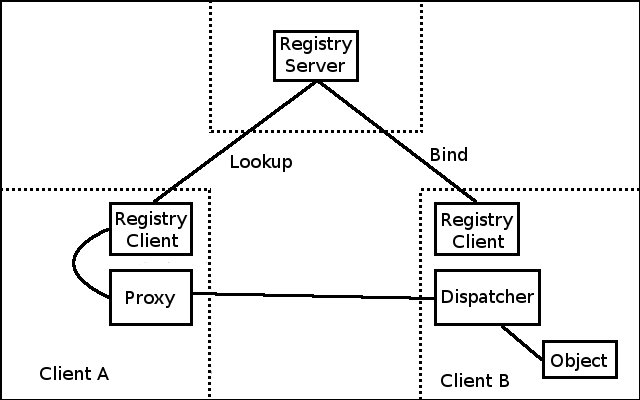 Registry
Server
Lookup
Bind
Registry
Client
Registry
Client
Proxy
Dispatcher
Object
Client A
Client B